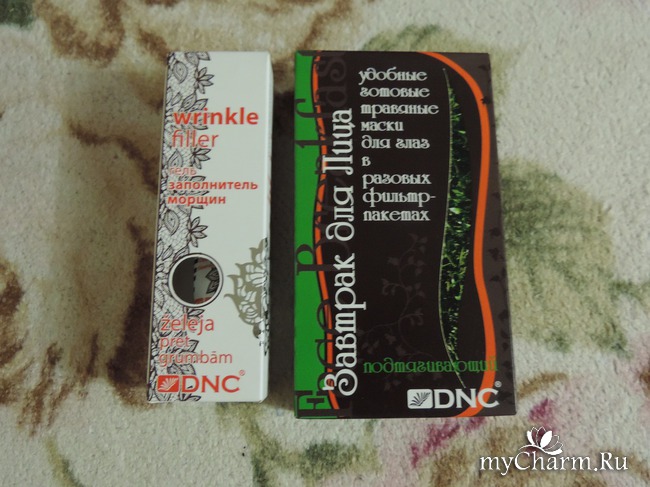 wrinkle
filler
гель
заполнитель
морщин
želeja
pret
grumbām
DNC®
Завтрак для Лица
удобные
готовые
травяные
маски
для глаз
в
разовых
фильтр-
пакетах
подтягивающий
DNC®
myCharm.Ru